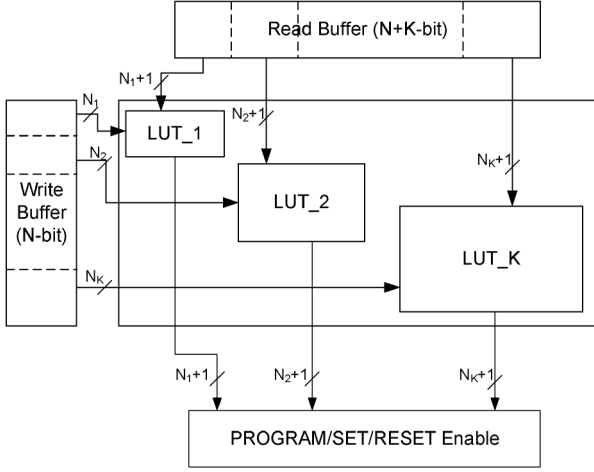 Read Buffer (N+K-bit)
N1+1
N2+1
NK+1
N1
LUT_1
N2
LUT_2
Write
Buffer
(N-bit)
LUT_K
NK
N1+1
N2+1
NK+1
PROGRAM/SET/RESET Enable